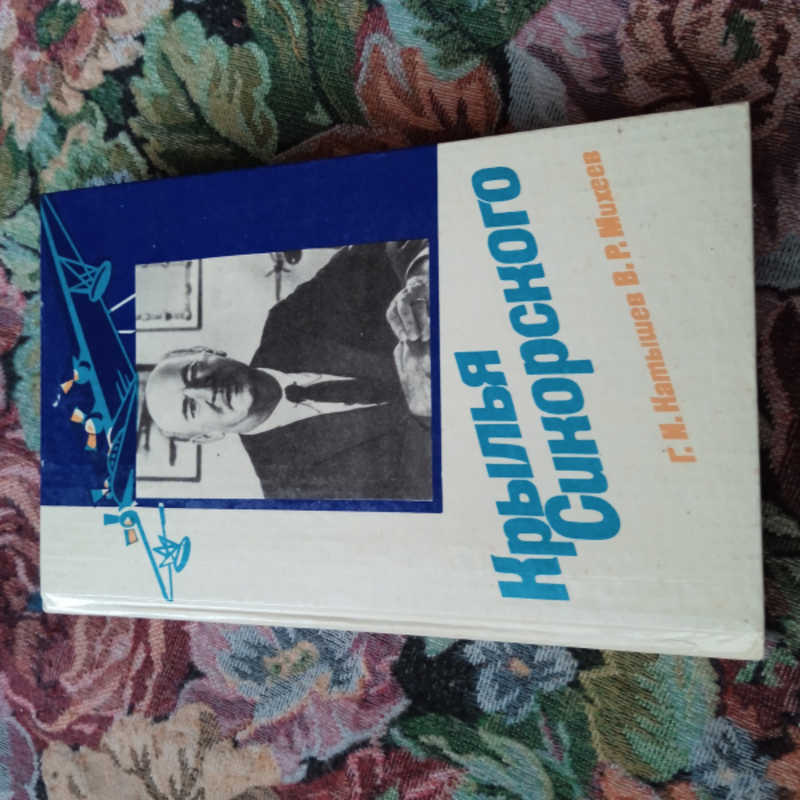 Крылья
Сикорского
Г. И. Катышев В. Р. Михеев